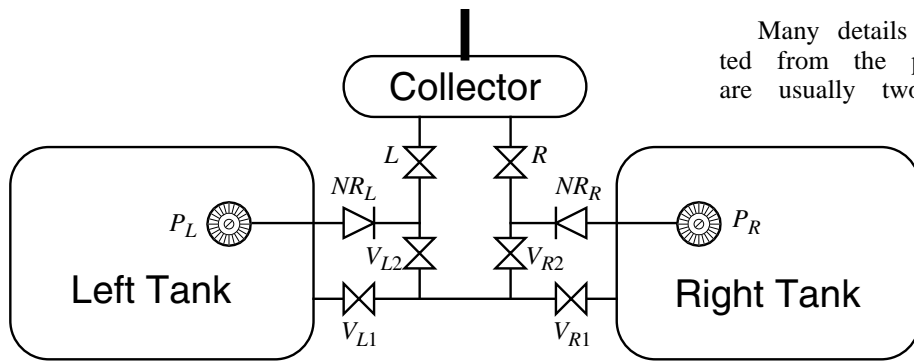 Many details
ted from the p
are usually two
Collector
L
R
NR_L
NR_R
P_L
P_R
V_L2
V_R2
Left Tank
Right Tank
V_L1
V_R1